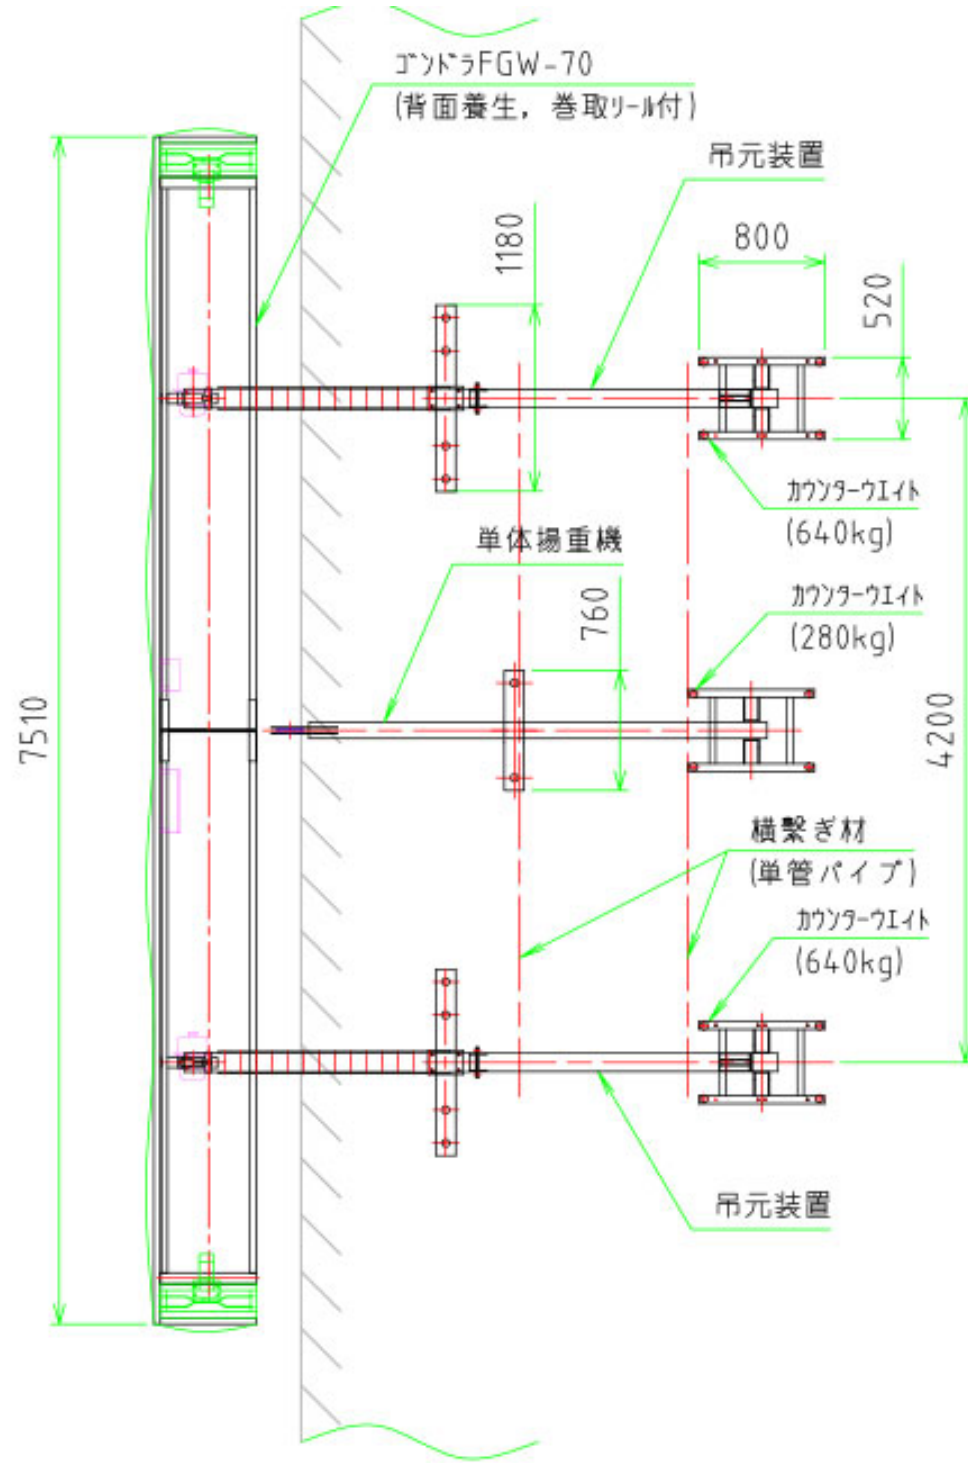 ｺﾞﾝﾄﾞﾗFGW-70
(背面養生，巻取ﾘｰﾙ付)
吊元装置
1180
800
520
ｶｳﾝﾀｰｳｴｲﾄ
(640kg)
単体揚重機
760
ｶｳﾝﾀｰｳｴｲﾄ
(280kg)
7510
4200
横繋ぎ材
(単管パイプ)
ｶｳﾝﾀｰｳｴｲﾄ
(640kg)
吊元装置